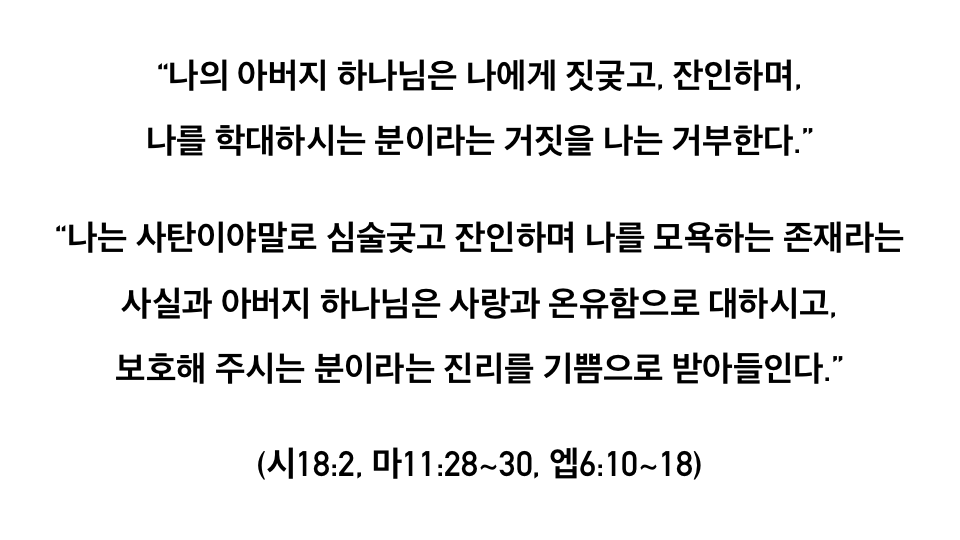 “나의 아버지 하나님은 나에게 짓궂고, 잔인하며,
나를 학대하시는 분이라는 거짓을 나는 거부한다.”
“나는 사탄이야말로 심술궂고 잔인하며 나를 모욕하는 존재라는
사실과 아버지 하나님은 사랑과 온유함으로 대하시고,
보호해 주시는 분이라는 진리를 기쁨으로 받아들인다.”
(시18:2, 마11:28~30, 엡6:10~18)